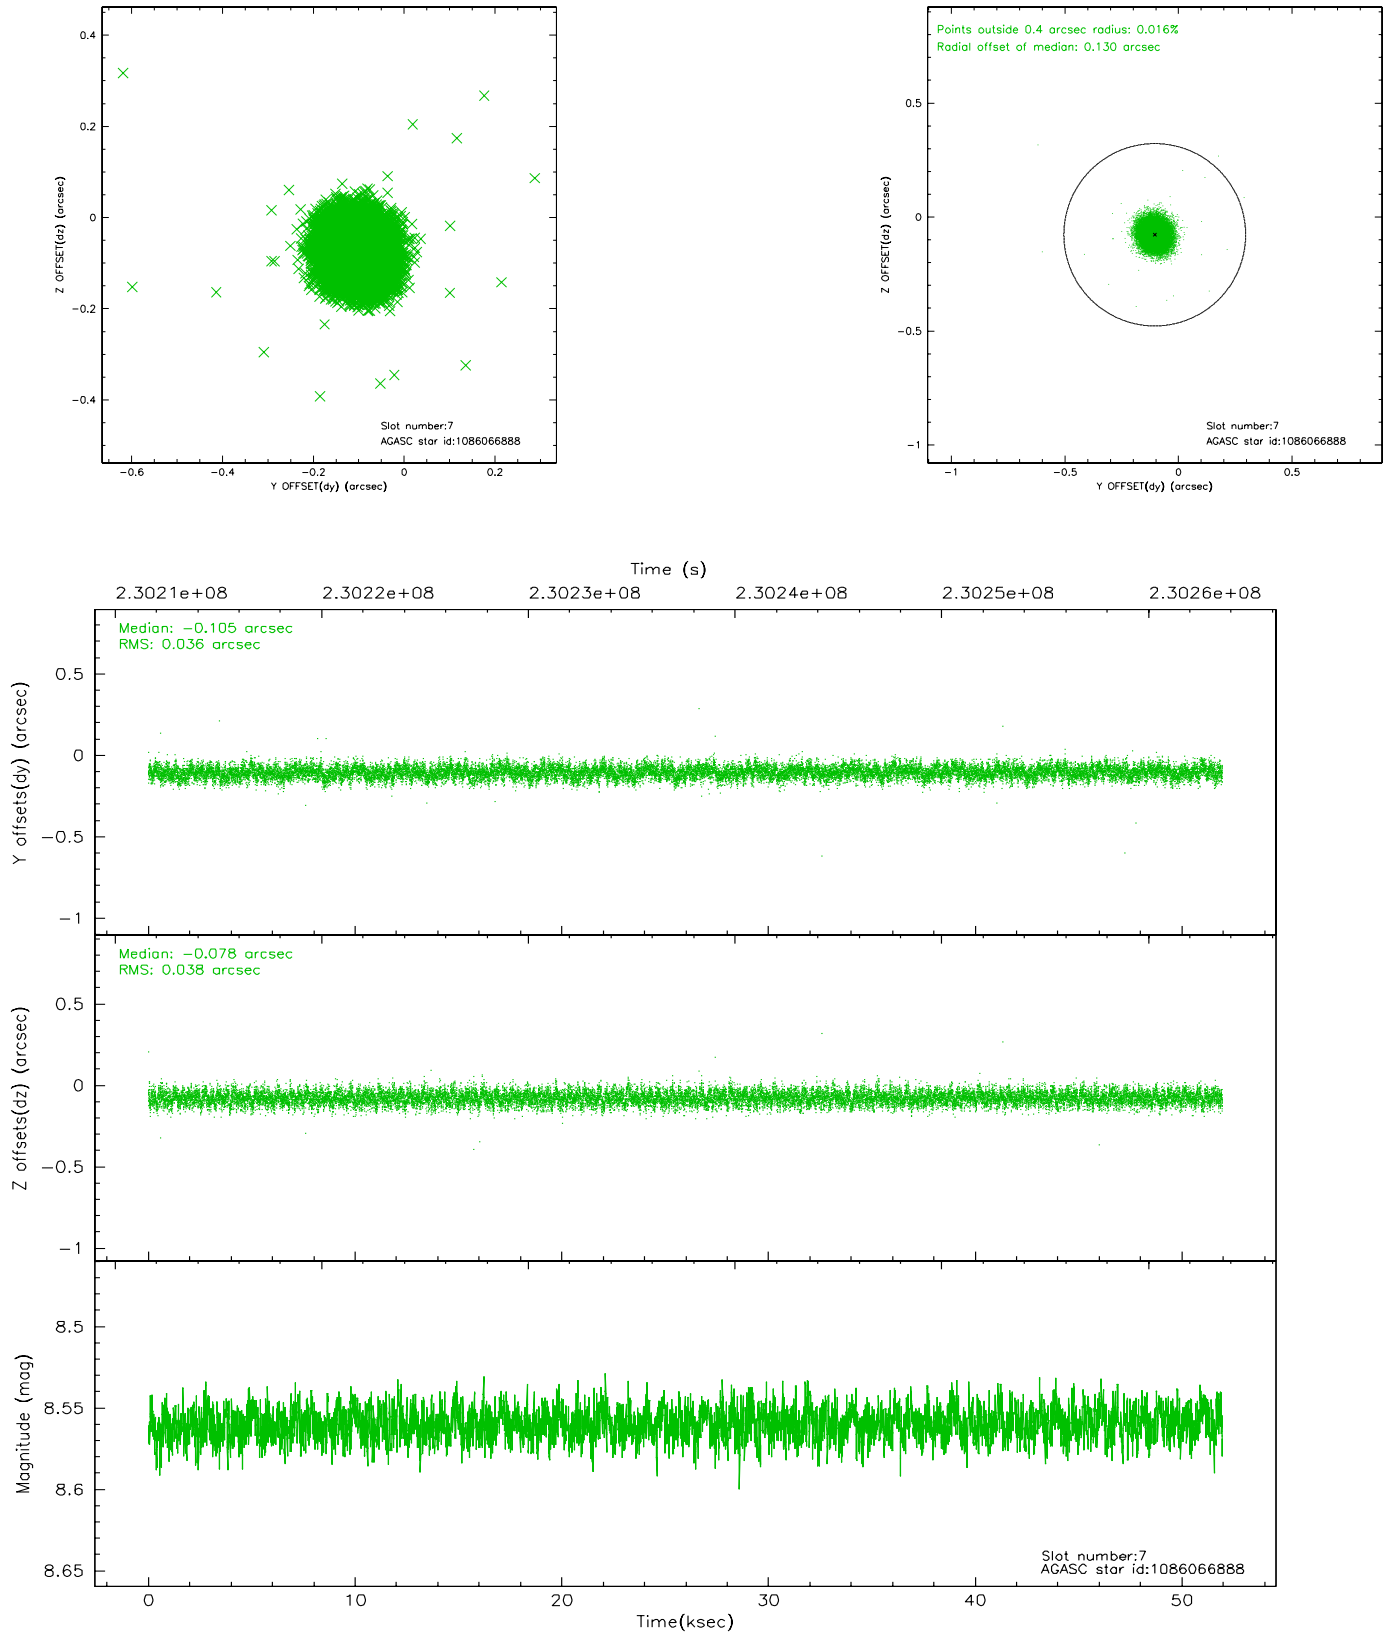 0.4
0.2
0
−0.2
−0.4
Z OFFSET(dz) (arcsec)
Slot number:7
AGASC star id:1086066888
−0.6 −0.4 −0.2 0 0.2
Y OFFSET(dy) (arcsec)
Points outside 0.4 arcsec radius: 0.016%
Radial offset of median: 0.130 arcsec
0.5
0
−0.5
−1
Z OFFSET(dz) (arcsec)
Slot number:7
AGASC star id:1086066888
−1 −0.5 0 0.5
Y OFFSET(dy) (arcsec)
Time (s)
2.3021e+08 2.3022e+08 2.3023e+08 2.3024e+08 2.3025e+08 2.3026e+08
Median: −0.105 arcsec
RMS: 0.036 arcsec
0.5
0
−0.5
−1
Y offsets(dy) (arcsec)
Median: −0.078 arcsec
RMS: 0.038 arcsec
0.5
0
−0.5
−1
Z offsets(dz) (arcsec)
8.5
8.55
8.6
8.65
Magnitude (mag)
Slot number:7
AGASC star id:1086066888
0 10 20 30 40 50
Time(ksec)